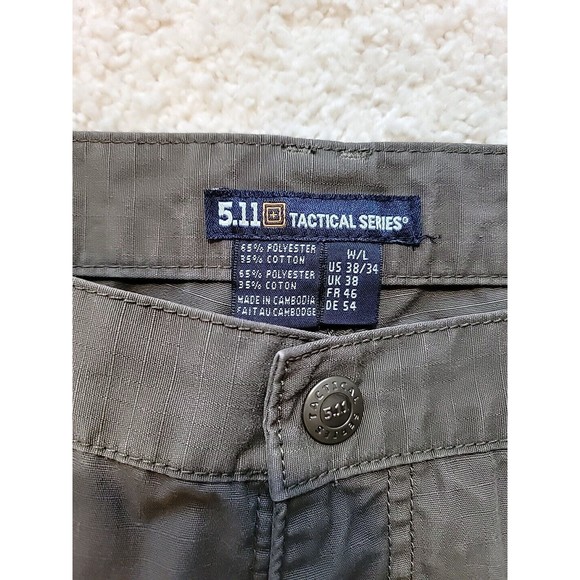 5.11 TACTICAL SERIES®
65% POLYESTER
35% COTTON
65% POLYESTER
35% COTON
MADE IN CAMBODIA
FAIT AU CAMBODGE
W/L
US 38/34
UK 38
FR 46
DE 54
TACTICAL
5.11
SERIES